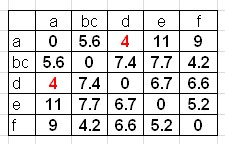 a bc d e f
a 0 5.6 4 11 9
bc 5.6 0 7.4 7.7 4.2
d 4 7.4 0 6.7 6.6
e 11 7.7 6.7 0 5.2
f 9 4.2 6.6 5.2 0